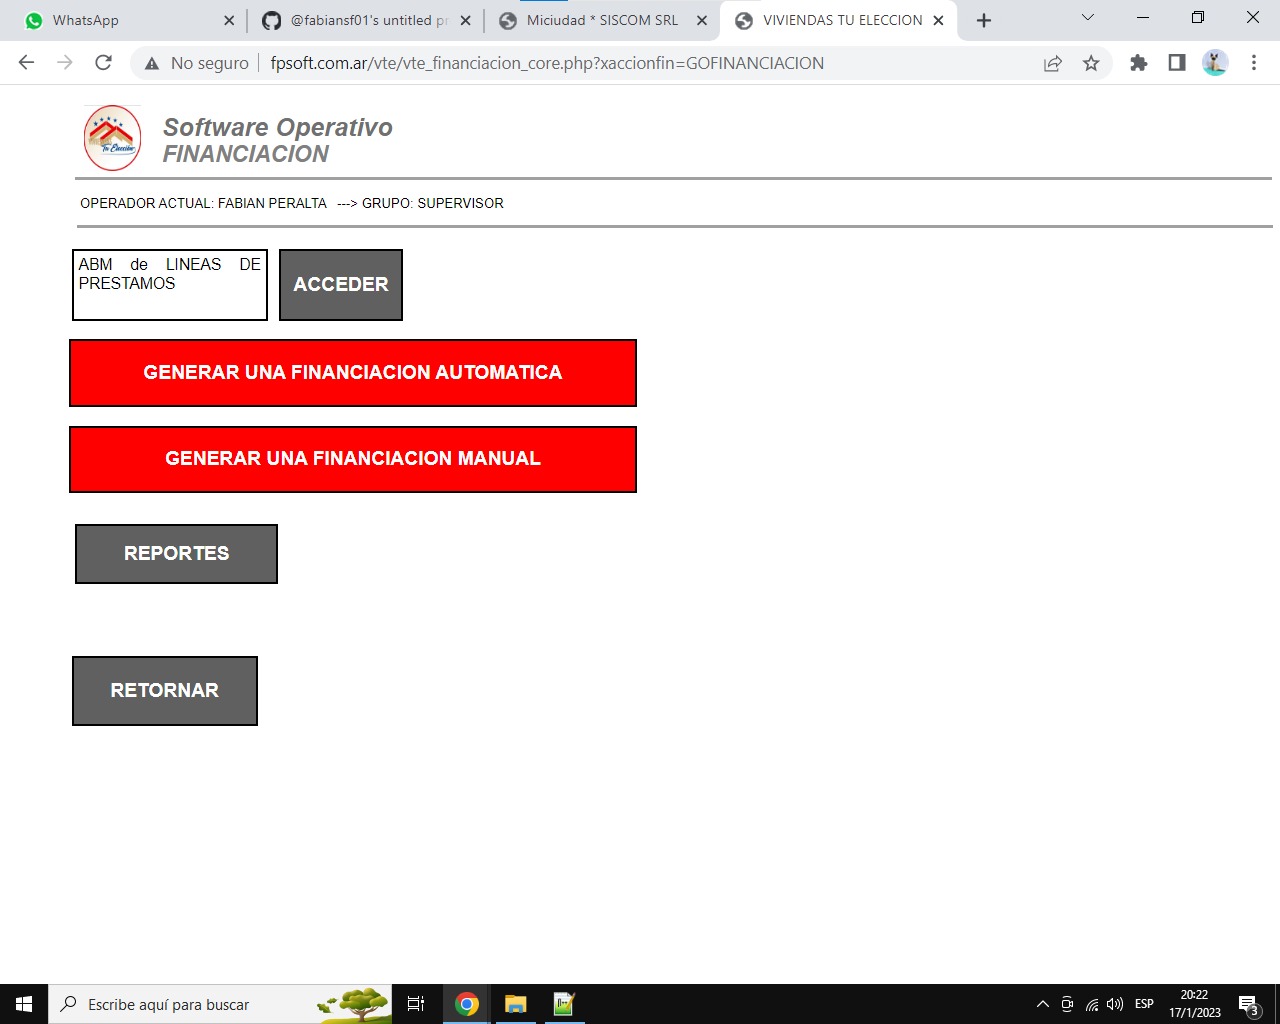 WhatsApp
@fabiansf01's untitled pr
Miciudad * SISCOM SRL
VIVIENDAS TU ELECCION
No seguro
fpsoft.com.ar/vte/vte_financiacion_core.php?xaccionfin=GOFINANCIACION
Tu Elección
Software Operativo
FINANCIACION
OPERADOR ACTUAL: FABIAN PERALTA ---> GRUPO: SUPERVISOR
ABM de LINEAS DE
PRESTAMOS
ACCEDER
GENERAR UNA FINANCIACION AUTOMATICA
GENERAR UNA FINANCIACION MANUAL
REPORTES
RETORNAR
Escribe aquí para buscar
ESP
20:22
17/1/2023
3